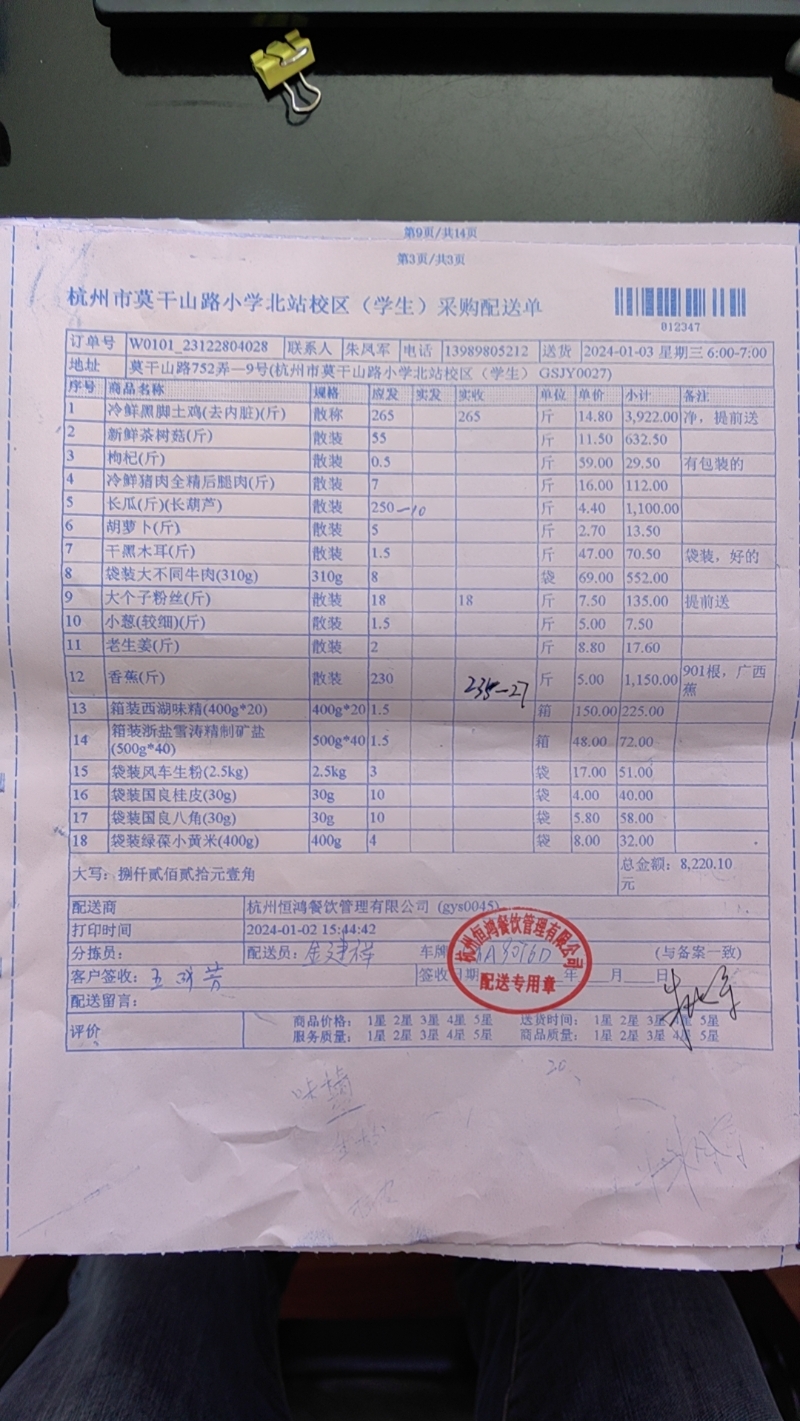 第9页/共14页
第3页/共3页
杭州市莫干山路小学北站校区（学生）采购配送单
012347
订单号 W0101_23122804028 联系人 朱凤军 电话 13989805212 送货 2024-01-03 星期三 6:00-7:00
地址 莫干山路752弄—9号(杭州市莫干山路小学北站校区（学生） GSJY0027)
序号 商品名称 规格 应发 实发 实收 单位 单价 小计 备注
1 冷鲜黑脚土鸡(去内脏)(斤) 散称 265 265 斤 14.80 3,922.00 净，提前送
2 新鲜茶树菇(斤) 散装 55 斤 11.50 632.50
3 枸杞(斤) 散装 0.5 斤 59.00 29.50 有包装的
4 冷鲜猪肉全精后腿肉(斤) 散装 7 斤 16.00 112.00
5 长瓜(斤)(长葫芦) 散装 250 —10 斤 4.40 1,100.00
6 胡萝卜(斤) 散装 5 斤 2.70 13.50
7 干黑木耳(斤) 散装 1.5 斤 47.00 70.50 袋装，好的
8 袋装大不同牛肉(310g) 310g 8 袋 69.00 552.00
9 大个子粉丝(斤) 散装 18 18 斤 7.50 135.00 提前送
10 小葱(较细)(斤) 散装 1.5 斤 5.00 7.50
11 老生姜(斤) 散装 2 斤 8.80 17.60
12 香蕉(斤) 散装 230 235-27 斤 5.00 1,150.00 901根，广西蕉
13 箱装西湖味精(400g*20) 400g*20 1.5 箱 150.00 225.00
14 箱装浙盐雪涛精制矿盐(500g*40) 500g*40 1.5 箱 48.00 72.00
15 袋装风车生粉(2.5kg) 2.5kg 3 袋 17.00 51.00
16 袋装国良桂皮(30g) 30g 10 袋 4.00 40.00
17 袋装国良八角(30g) 30g 10 袋 5.80 58.00
18 袋装绿葆小黄米(400g) 400g 4 袋 8.00 32.00
大写：捌仟贰佰贰拾元壹角 总金额：8,220.10元
配送商 杭州恒鸿餐饮管理有限公司 (gys0045)
打印时间 2024-01-02 15:44:42
分拣员： 配送员：金建祥 车牌 (与备案一致)
客户签收： 签收日期 年 月 日
杭州恒鸿餐饮管理有限公司
配送专用章
配送留言：
评价 商品价格： 1星 2星 3星 4星 5星 送货时间： 1星 2星 3星 4星 5星
服务质量： 1星 2星 3星 4星 5星 商品质量： 1星 2星 3星 4星 5星
20